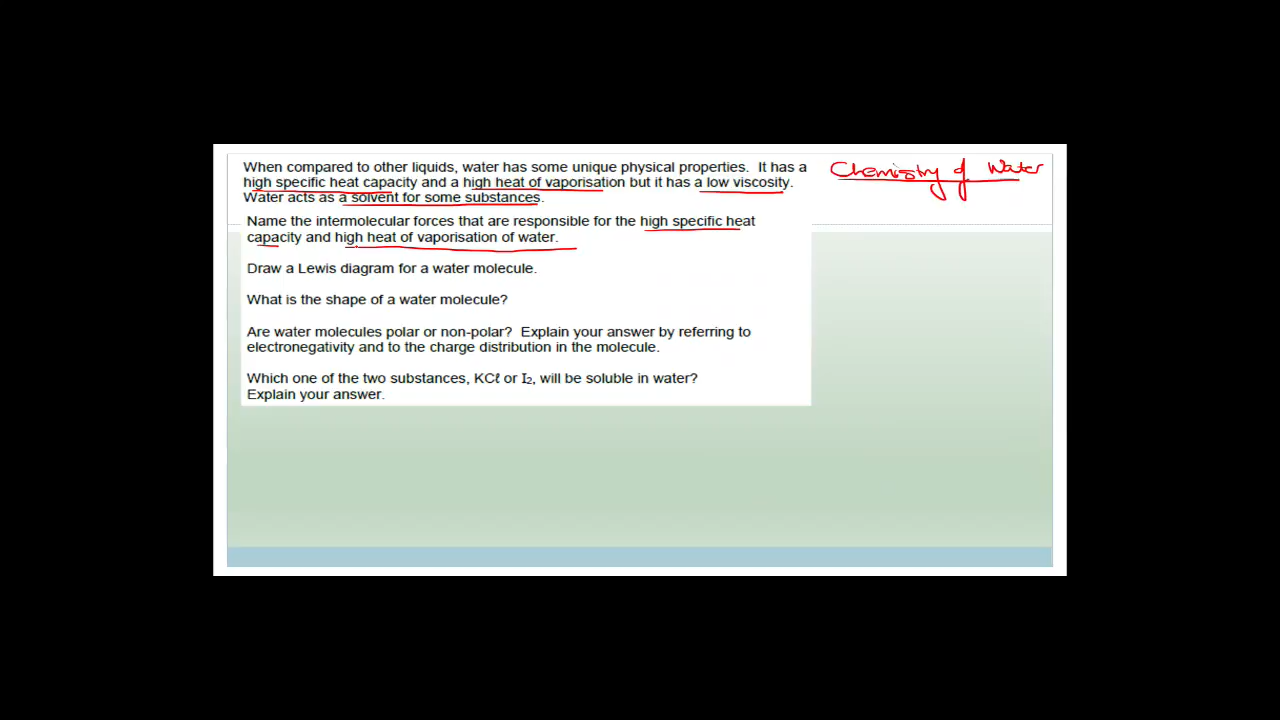 When compared to other liquids, water has some unique physical properties. It has a
high specific heat capacity and a high heat of vaporisation but it has a low viscosity.
Water acts as a solvent for some substances.
Chemistry of Water
Name the intermolecular forces that are responsible for the high specific heat
capacity and high heat of vaporisation of water.
Draw a Lewis diagram for a water molecule.
What is the shape of a water molecule?
Are water molecules polar or non-polar? Explain your answer by referring to
electronegativity and to the charge distribution in the molecule.
Which one of the two substances, KCℓ or I₂, will be soluble in water?
Explain your answer.